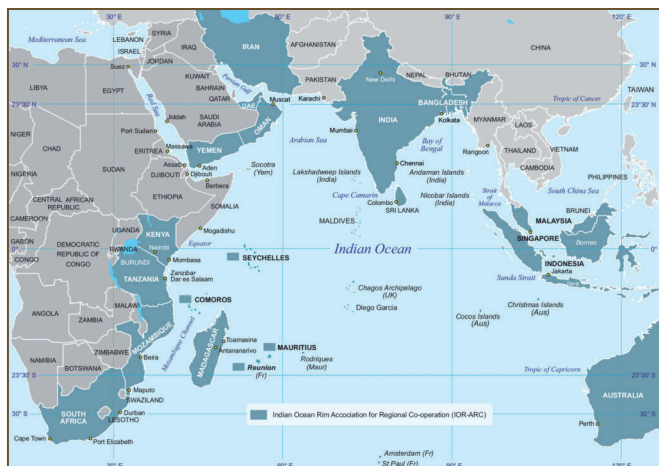 30° E
60° E
90° E
120° E
Mediterranean Sea
LEBANON
SYRIA
ISRAEL
IRAQ
JORDAN
IRAN
AFGHANISTAN
CHINA
30° N
30° N
Suez
KUWAIT
Persian Gulf
BAHRAIN
QATAR
PAKISTAN
New Delhi
NEPAL
BHUTAN
LIBYA
EGYPT
Red Sea
SAUDI
ARABIA
UAE
Muscat
Karachi
BANGLADESH
Tropic of Cancer
TAIWAN
23°30' N
23°30' N
Jiddah
OMAN
INDIA
Kolkata
MYANMAR
LAOS
NIGER
Port Sudan
Massawa
Mumbai
Arabian Sea
Bay of
Bengal
Rangoon
THAILAND
VIETNAM
CHAD
ERITREA
YEMEN
CAMBODIA
SUDAN
Assab
Aden
DJIBOUTI
Djibouti
Berbera
Socotra
(Yem)
Lakshadweep Islands
(India)
Chennai
Andaman Islands
(India)
PHILIPPINES
NIGERIA
ETHIOPIA
SOMALIA
Cape Camarin
Nicobar Islands
(India)
South China Sea
CENTRAL AFRICAN
REPUBLIC
Colombo
SRI LANKA
Strait
of
Malacca
BRUNEI
CAMERDON
UGANDA
KENYA
Mogadishu
MALDIVES
MALAYSIA
SINGAPORE
Borneo
GABON
CONGO
DEMOCRATIC
REPUBLIC OF
CONGO
RWANDA
Nairobi
Equator
Indian Ocean
0°
0°
BURUNDI
Mombasa
SEYCHELLES
INDONESIA
Jakarta
TANZANIA
Zanzibar
Dar es Salaam
Sunda Strait
Chagos Archipelago
(UK)
Diego Garcia
Christmas Islands
(Aus)
Cocos Islands
(Aus)
ANGOLA
MALAWI
ZAMBIA
COMOROS
MOZAMBIQUE
Mozambique Channel
MADAGASCAR
Toamasina
Antananarivo
MAURITIUS
Rodriques
(Maur)
Reunion
(Fr)
NAMIBIA
ZIMBABWE
BOTSWANA
Beira
Tropic of Capricorn
23°30' S
23°30' S
Maputo
SWAZILAND
AUSTRALIA
SOUTH
AFRICA
Durban
LESOTHO
30° S
30° S
Perth
Cape Town
Port Elizabeth
Indian Ocean Rim Accociation for Regional Co-operation (IOR-ARC)
Amsterdam (Fr)
St Paul (Fr)
30° E
60° E
90° E
120° E